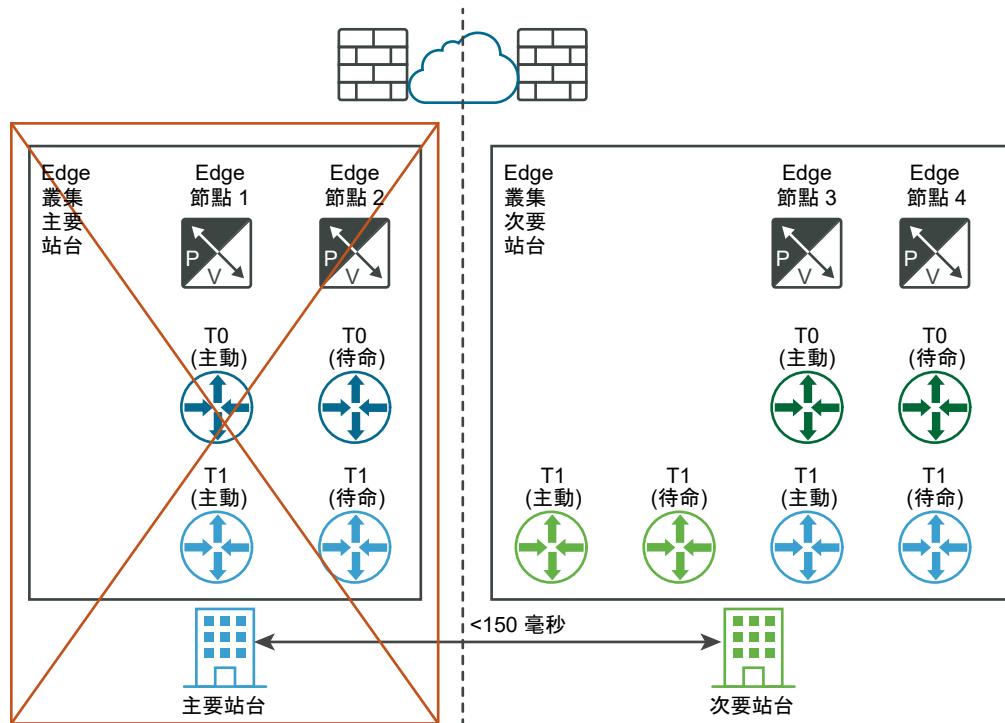 Edge
叢集
主要
站台
Edge
節點 1
Edge
節點 2
P
V
P
V
T0
(主動)
T0
(待命)
T1
(主動)
T1
(待命)
主要站台
Edge
叢集
次要
站台
Edge
節點 3
Edge
節點 4
P
V
P
V
T0
(主動)
T0
(待命)
T1
(主動)
T1
(待命)
T1
(主動)
T1
(待命)
<150 毫秒
次要站台